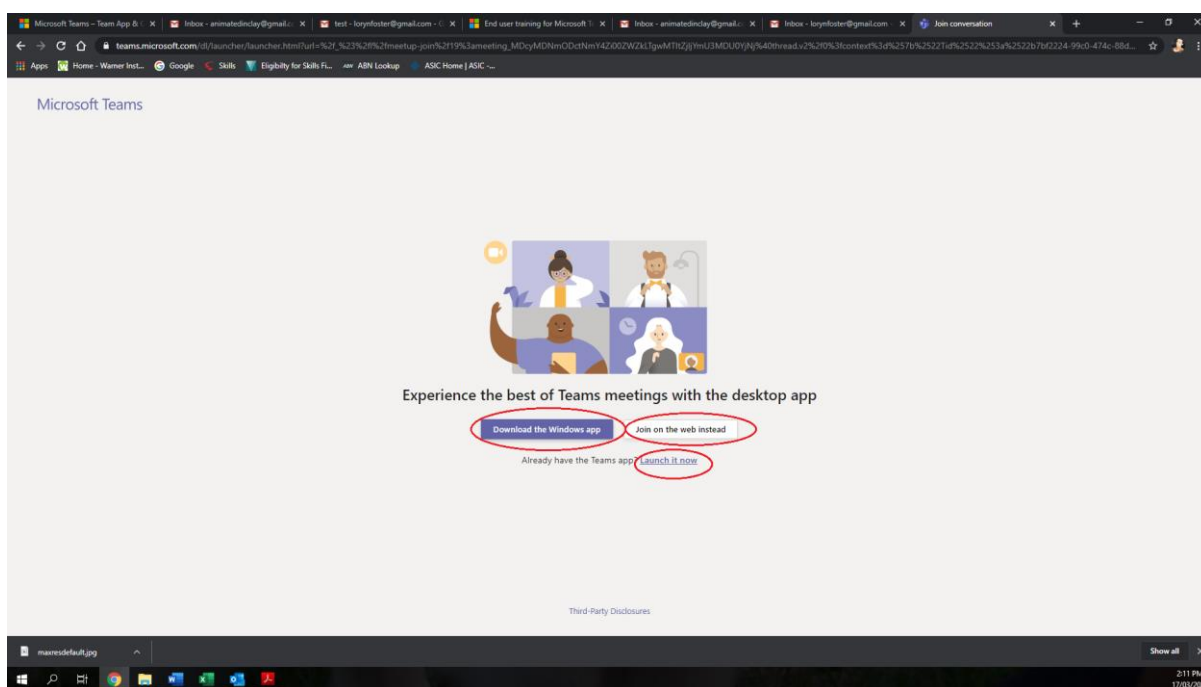 Microsoft Teams – Team App &
Inbox - animatedinclay@gmail.c
test - lorynfoster@gmail.com -
End user training for Microsoft
Inbox - animatedinclay@gmail.c
Inbox - lorynfoster@gmail.com
Join conversation
Apps
Home - Warner Inst...
Google
Skills
Eligibilty for Skills Fi...
ABN Lookup
ASIC Home | ASIC -...
Microsoft Teams
Experience the best of Teams meetings with the desktop app
Download the Windows app
Join on the web instead
Already have the Teams app? Launch it now
Third-Party Disclosures
maxresdefault.jpg
Show all
2:11 PM